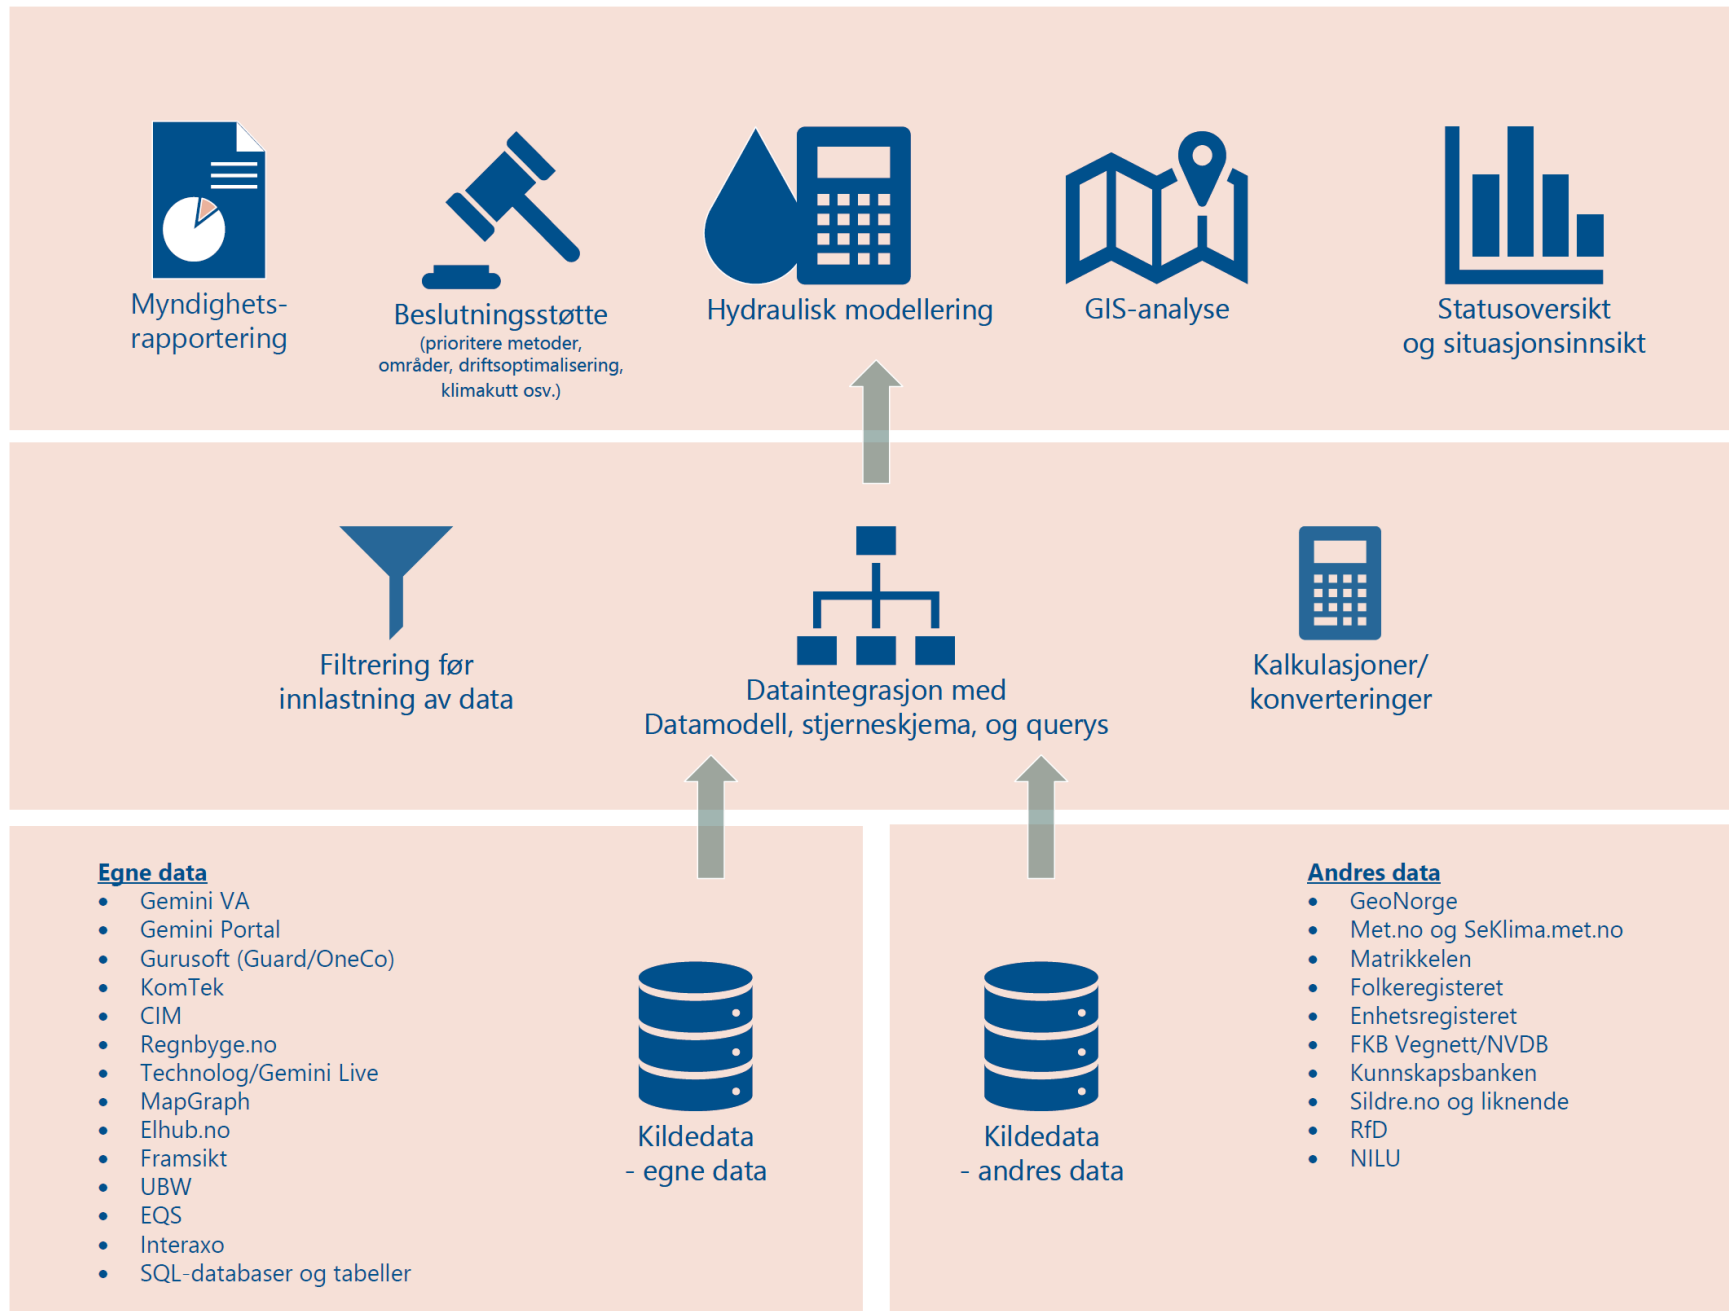 Myndighets-
rapportering
Beslutningsstøtte
(prioritere metoder,
områder, driftsoptimalisering,
klimakutt osv.)
Hydraulisk modellering
GIS-analyse
Statusoversikt
og situasjonsinnsikt
Filtrering før
innlastning av data
Dataintegrasjon med
Datamodell, stjerneskjema, og querys
Kalkulasjoner/
konverteringer
Egne data
• Gemini VA
• Gemini Portal
• Gurusoft (Guard/OneCo)
• KomTek
• CIM
• Regnbyge.no
• Technolog/Gemini Live
• MapGraph
• Elhub.no
• Framsikt
• UBW
• EQS
• Interaxo
• SQL-databaser og tabeller
Kildedata
- egne data
Kildedata
- andres data
Andres data
• GeoNorge
• Met.no og SeKlima.met.no
• Matrikkelen
• Folkeregisteret
• Enhetsregisteret
• FKB Vegnett/NVDB
• Kunnskapsbanken
• Sildre.no og liknende
• RfD
• NILU